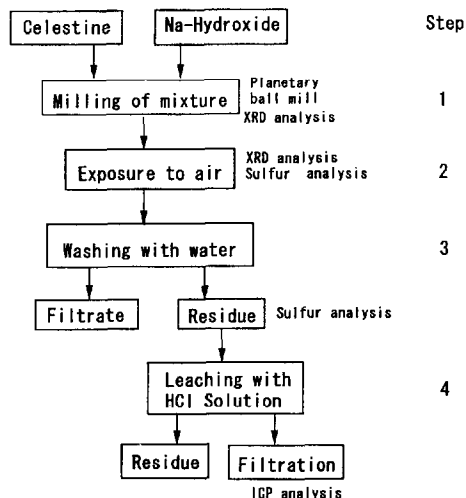 Celestine
Na-Hydroxide
Step
Milling of mixture
Planetary
ball mill
XRD analysis
1
Exposure to air
XRD analysis
Sulfur analysis
2
Washing with water
3
Filtrate
Residue
Sulfur analysis
Leaching with
HCl Solution
4
Residue
Filtration
ICP analysis